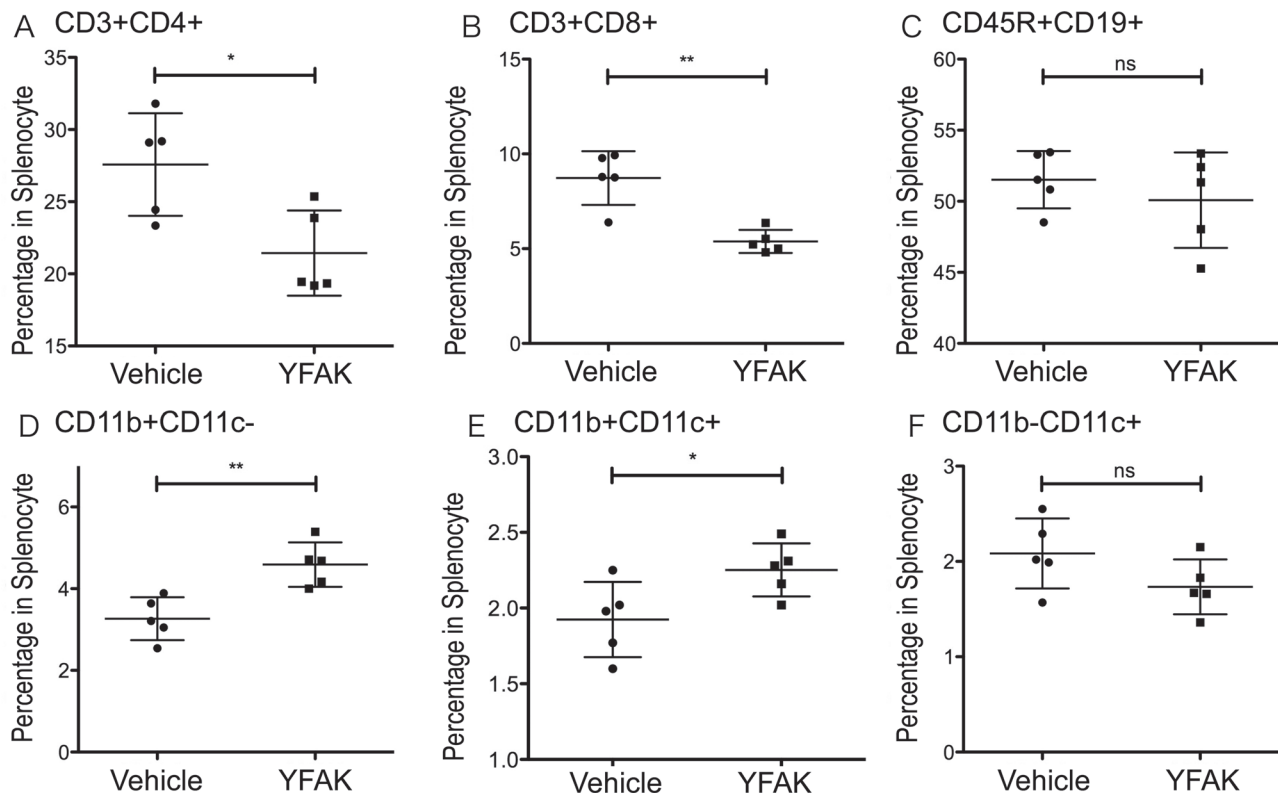 A CD3+CD4+
Percentage in Splenocyte
35
30
25
20
15
*
Vehicle YFAK
B CD3+CD8+
Percentage in Splenocyte
15
10
5
0
**
Vehicle YFAK
C CD45R+CD19+
Percentage in Splenocyte
60
55
50
45
40
ns
Vehicle YFAK
D CD11b+CD11c-
Percentage in Splenocyte
6
4
2
0
**
Vehicle YFAK
E CD11b+CD11c+
Percentage in Splenocyte
3.0
2.5
2.0
1.5
1.0
*
Vehicle YFAK
F CD11b-CD11c+
Percentage in Splenocyte
3
2
1
0
ns
Vehicle YFAK